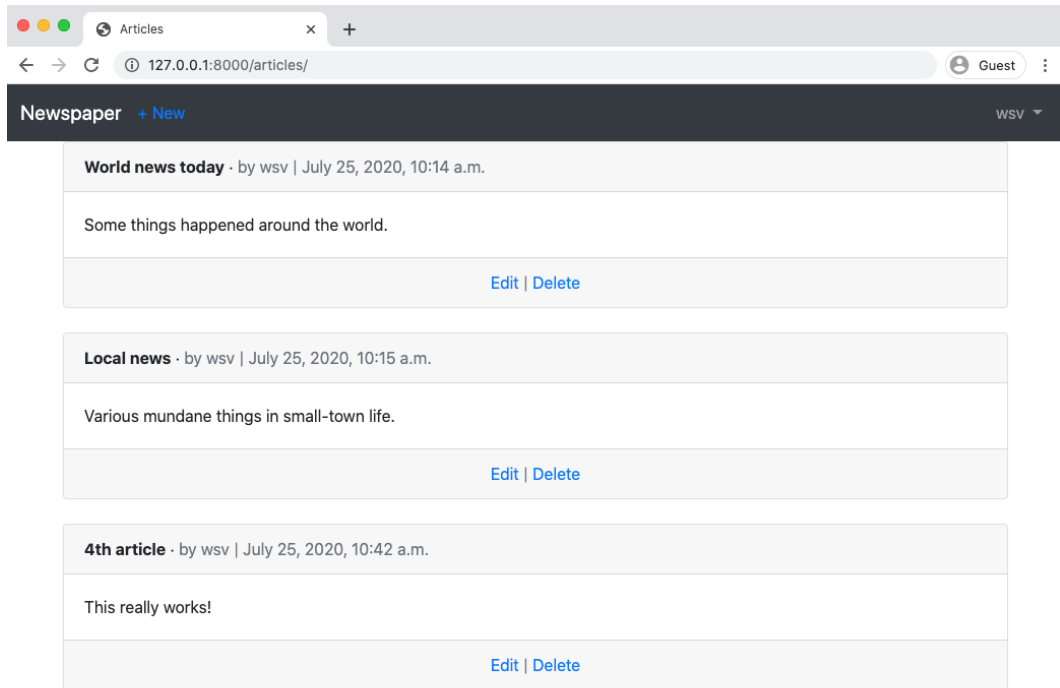 Articles
127.0.0.1:8000/articles/
Guest
Newspaper + New
wsv
World news today · by wsv | July 25, 2020, 10:14 a.m.
Some things happened around the world.
Edit | Delete
Local news · by wsv | July 25, 2020, 10:15 a.m.
Various mundane things in small-town life.
Edit | Delete
4th article · by wsv | July 25, 2020, 10:42 a.m.
This really works!
Edit | Delete